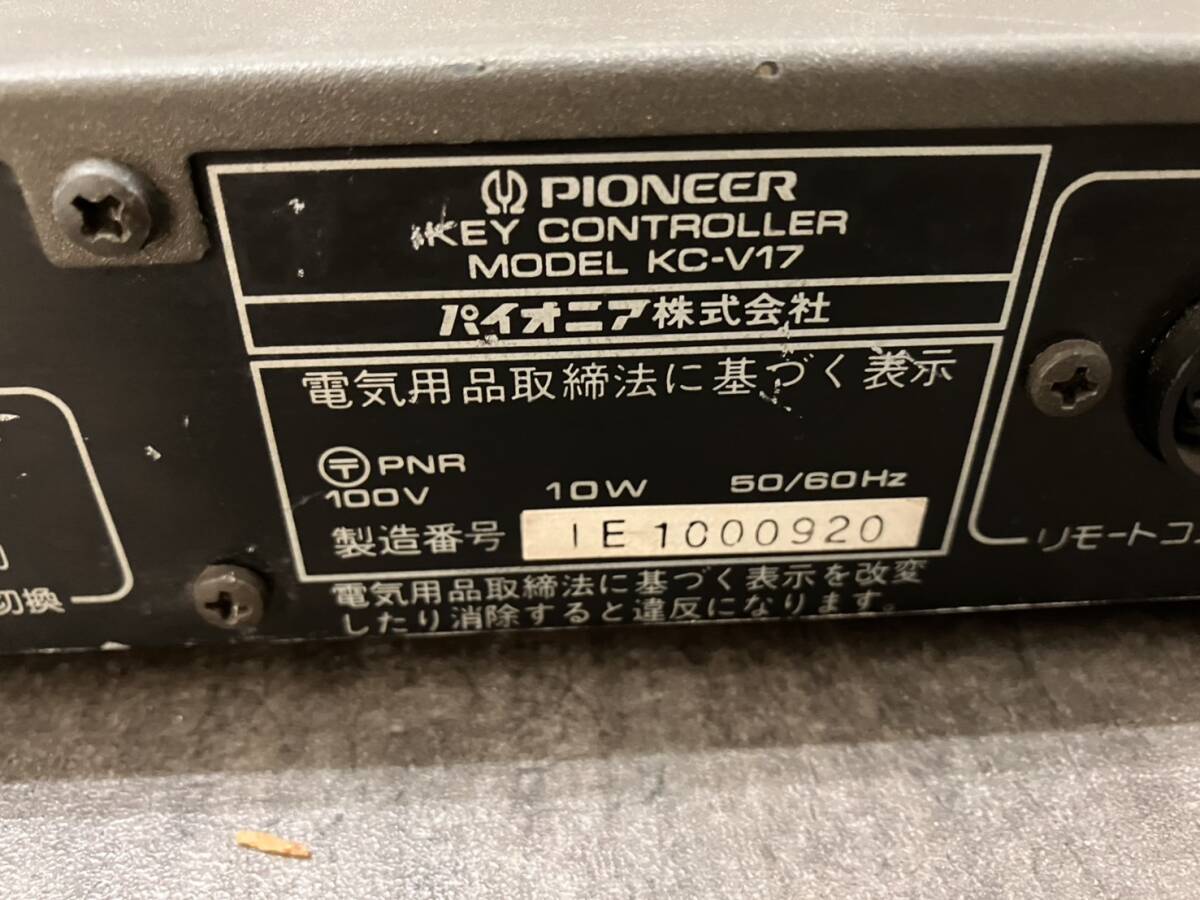 PIONEER
KEY CONTROLLER
MODEL KC-V17
パイオニア株式会社
電気用品取締法に基づく表示
〒 PNR
100V 10W 50/60Hz
製造番号 IE1000920
電気用品取締法に基づく表示を改変
したり消除すると違反になります。
切換
リモートコ